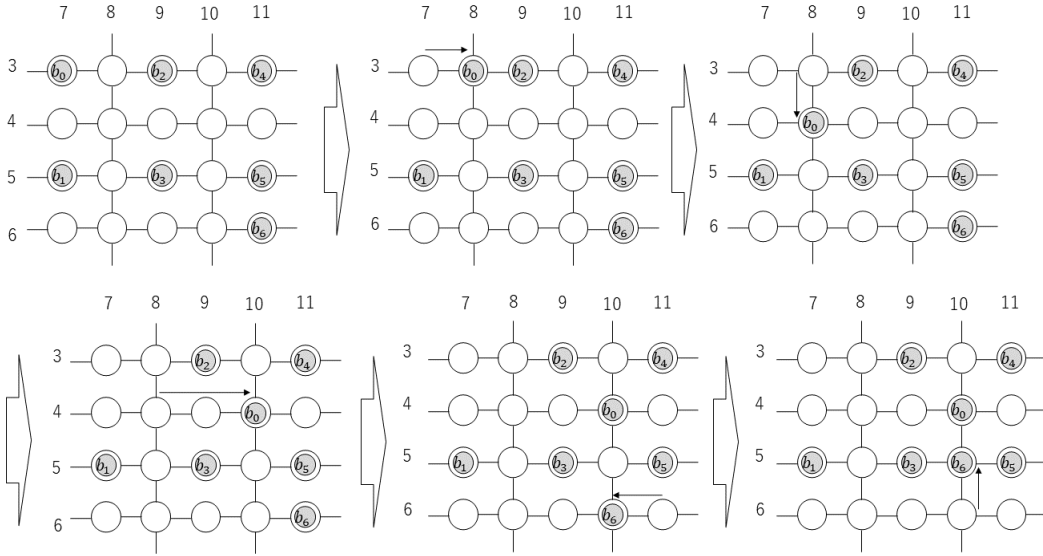 7 8 9 10 11
3 b₀ b₂ b₄
4
5 b₁ b₃ b₅
6 b₆
7 8 9 10 11
3 b₀ b₂ b₄
4
5 b₁ b₃ b₅
6 b₆
7 8 9 10 11
3 b₂ b₄
4 b₀
5 b₁ b₃ b₅
6 b₆
7 8 9 10 11
3 b₂ b₄
4 b₀
5 b₁ b₃ b₅
6 b₆
7 8 9 10 11
3 b₂ b₄
4 b₀
5 b₁ b₃ b₅
6 b₆
7 8 9 10 11
3 b₂ b₄
4 b₀
5 b₁ b₃ b₆ b₅
6